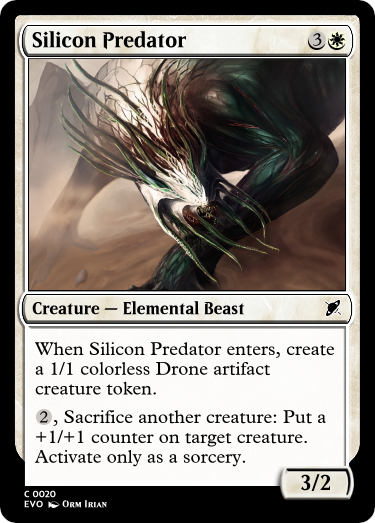 Silicon Predator 3
Creature — Elemental Beast
When Silicon Predator enters, create
a 1/1 colorless Drone artifact
creature token.
2, Sacrifice another creature: Put a
+1/+1 counter on target creature.
Activate only as a sorcery.
3/2
C 0020
EVO Orm Irian